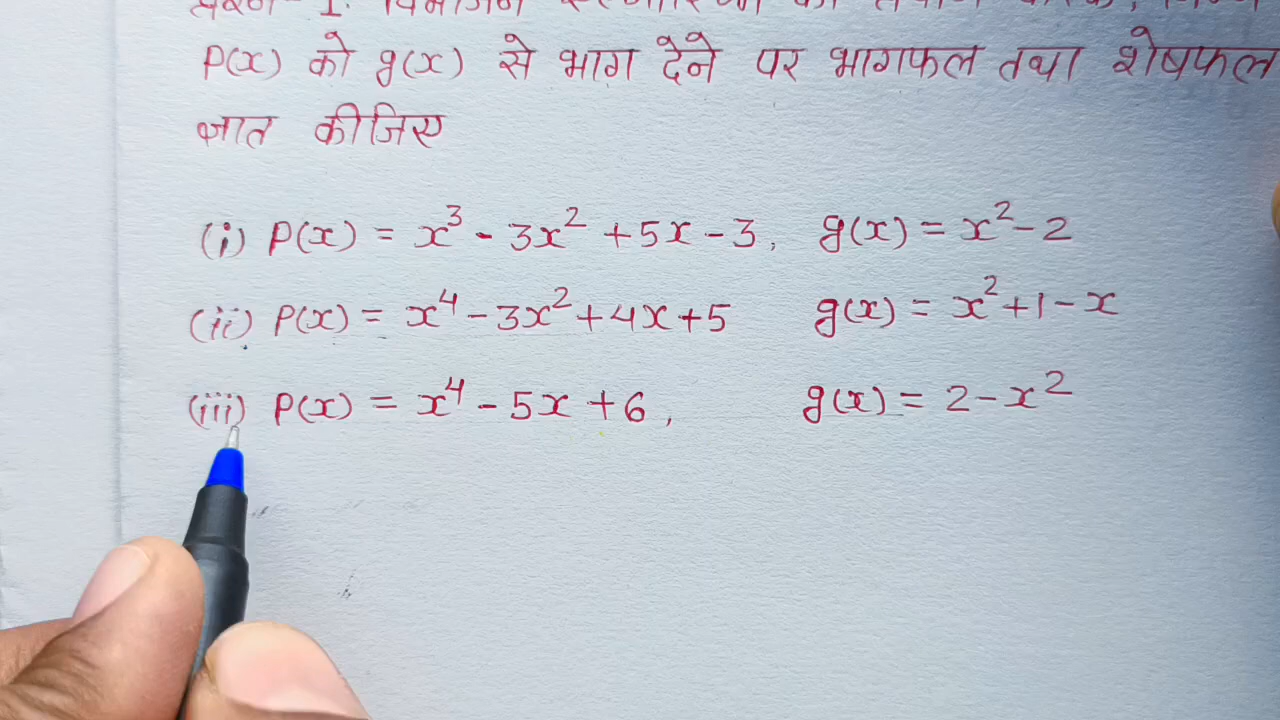 P(x) को g(x) से भाग देने पर भागफल तथा शेषफल
ज्ञात कीजिए
(i) P(x) = x³ - 3x² + 5x - 3, g(x) = x² - 2
(ii) P(x) = x⁴ - 3x² + 4x + 5 g(x) = x² + 1 - x
(iii) P(x) = x⁴ - 5x + 6, g(x) = 2 - x²